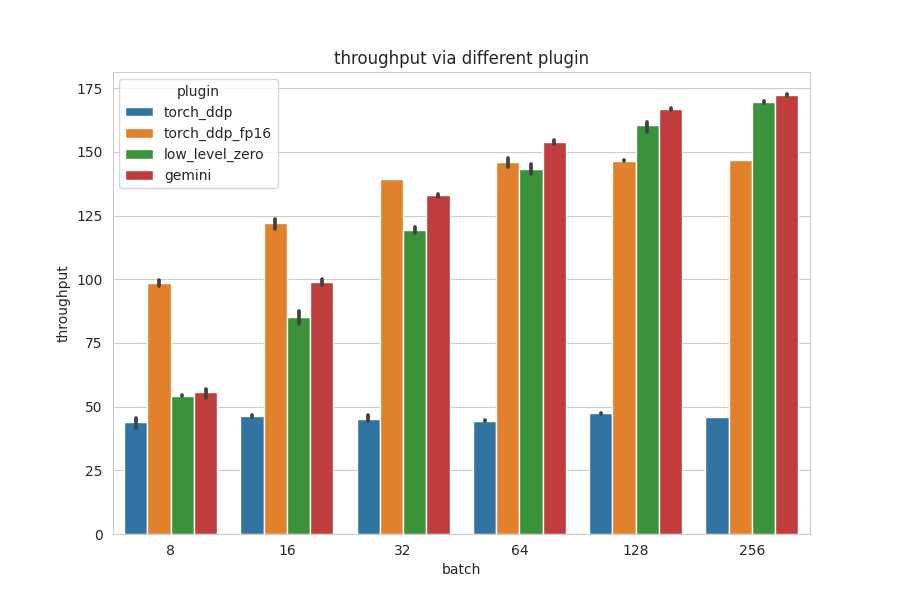 throughput via different plugin
plugin
torch_ddp
torch_ddp_fp16
low_level_zero
gemini
throughput
175
150
125
100
75
50
25
0
8 16 32 64 128 256
batch